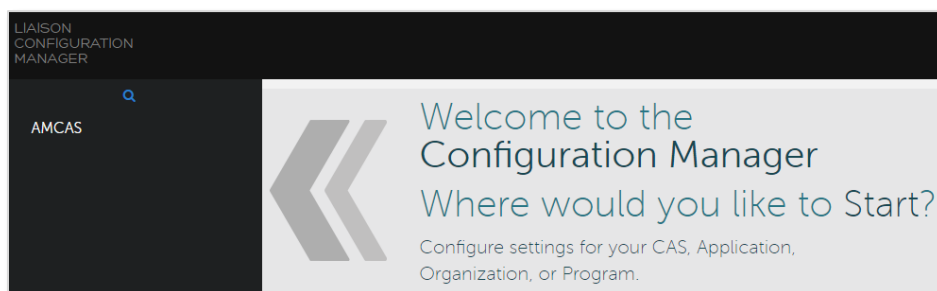 LIAISON
CONFIGURATION
MANAGER
AMCAS
Welcome to the
Configuration Manager
Where would you like to Start?
Configure settings for your CAS, Application,
Organization, or Program.